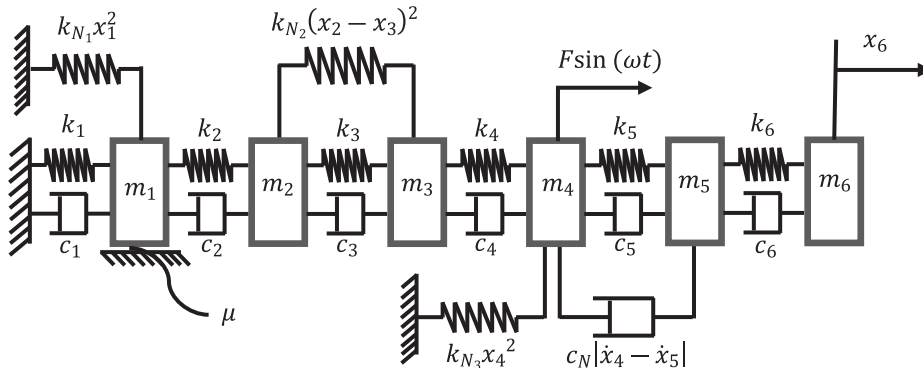 k_{N_1}x_1^2
k_{N_2}(x_2 − x_3)^2
x_6
F sin (ωt)
k_1 k_2 k_3 k_4 k_5 k_6
m_1 m_2 m_3 m_4 m_5 m_6
c_1 c_2 c_3 c_4 c_5 c_6
μ
k_{N_3}x_4^2
c_N|ẋ_4 − ẋ_5|